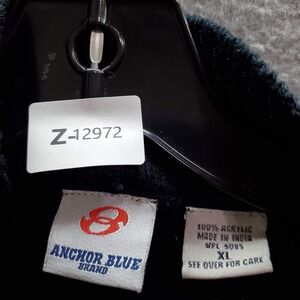 Z-12972
ANCHOR BLUE
BRAND
100% ACRYLIC
MADE IN INDIA
WPL 5085
XL
SEE OVER FOR CARE